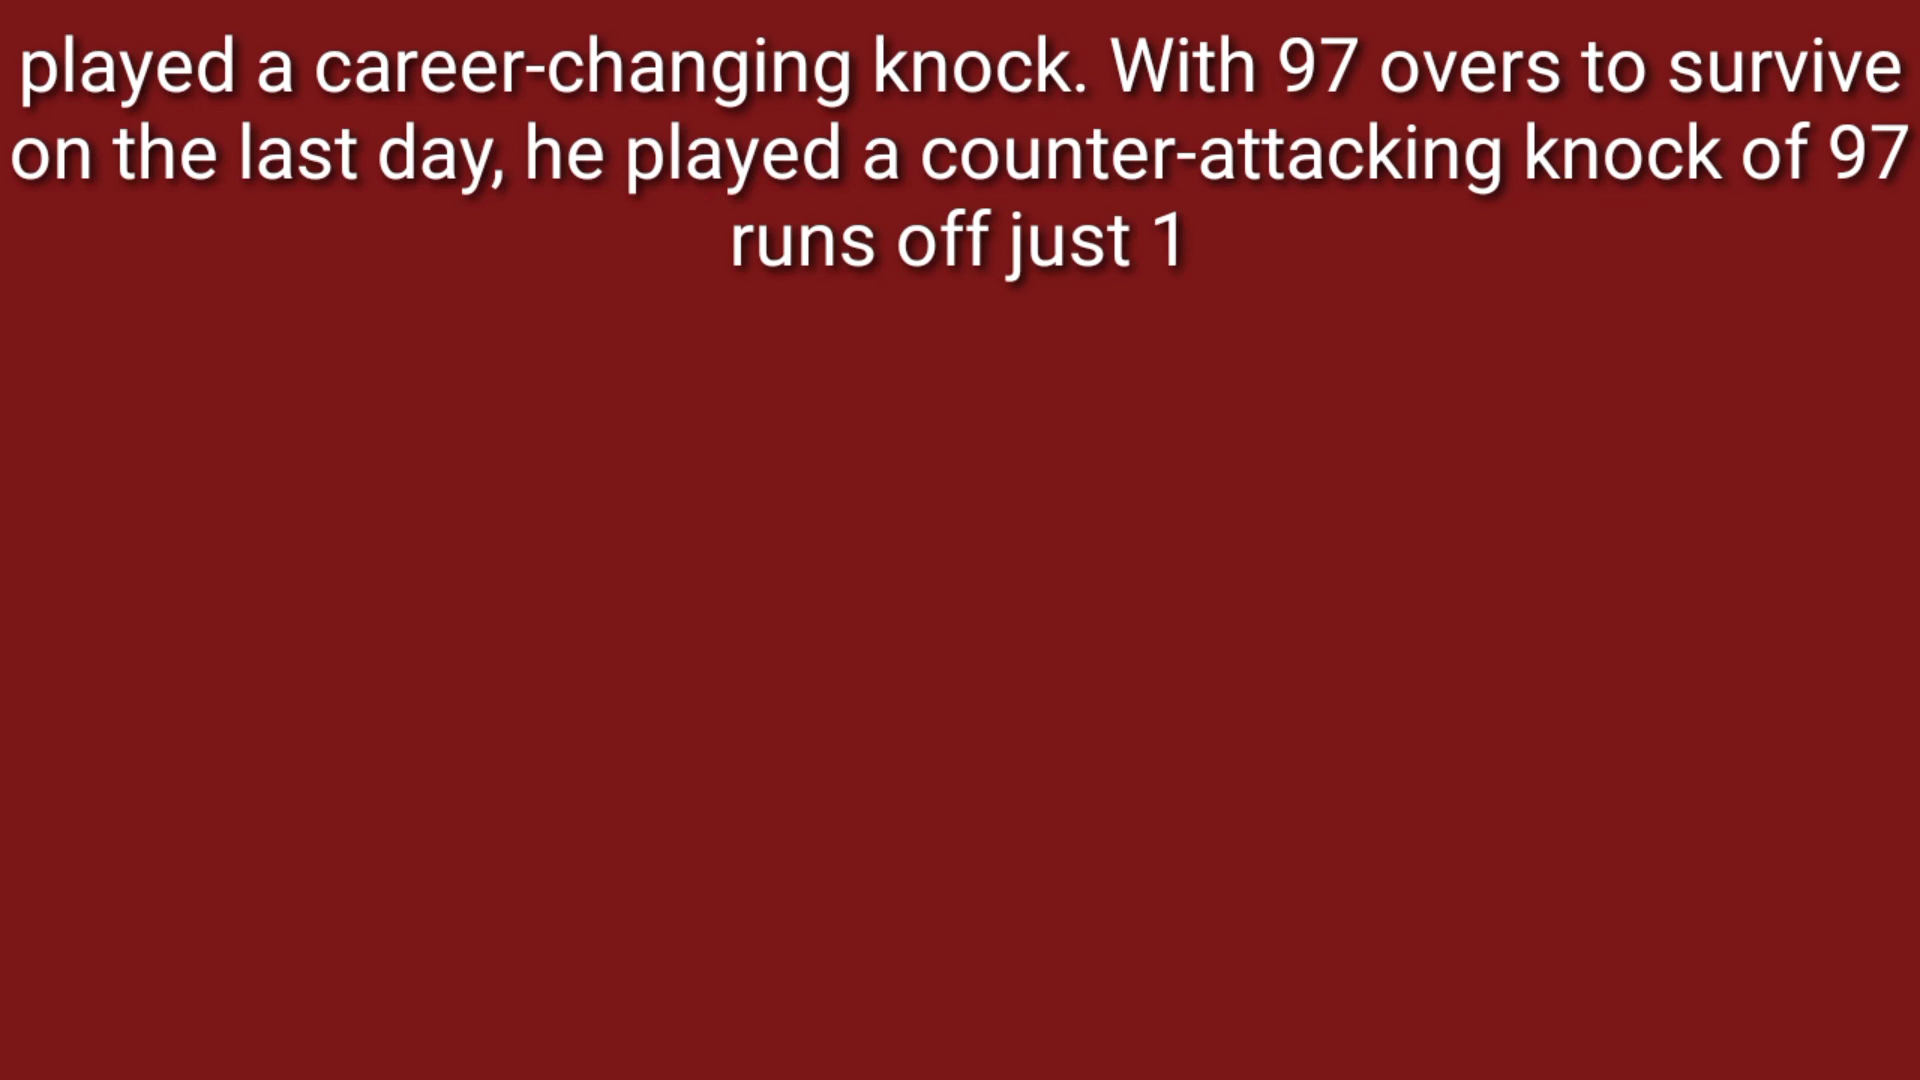 played a career-changing knock. With 97 overs to survive
on the last day, he played a counter-attacking knock of 97
runs off just 1